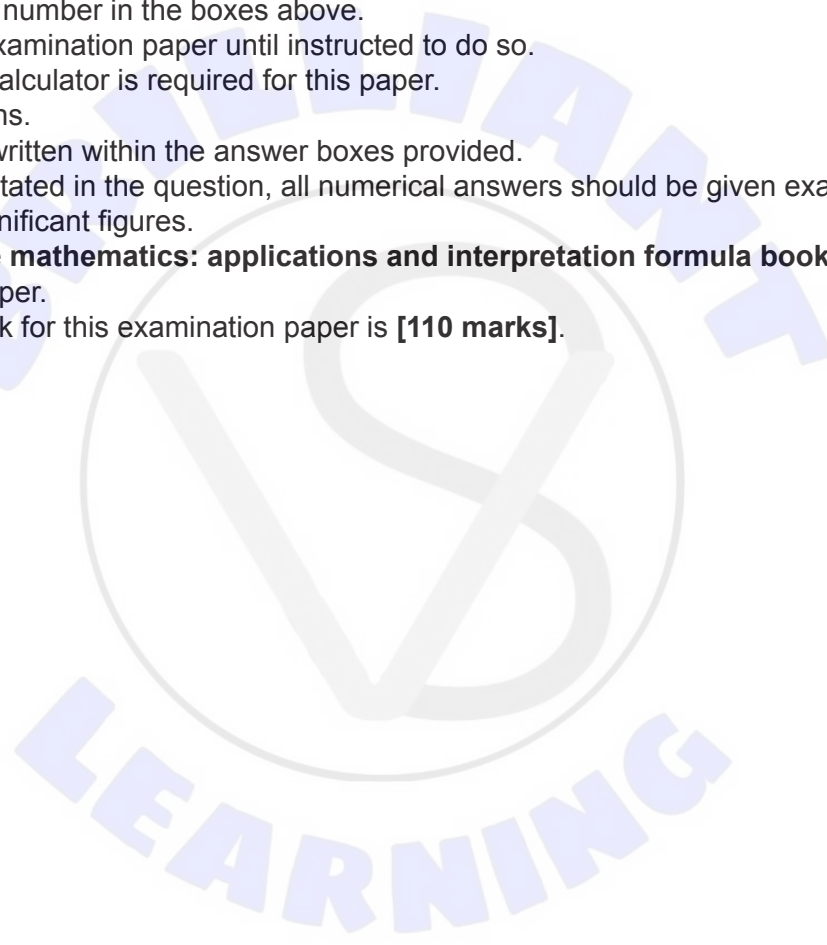 number in the boxes above.
xamination paper until instructed to do so.
alculator is required for this paper.
ns.
written within the answer boxes provided.
tated in the question, all numerical answers should be given exa
nificant figures.
e mathematics: applications and interpretation formula book
per.
k for this examination paper is [110 marks].
BRILLIANT
VS
LEARNING